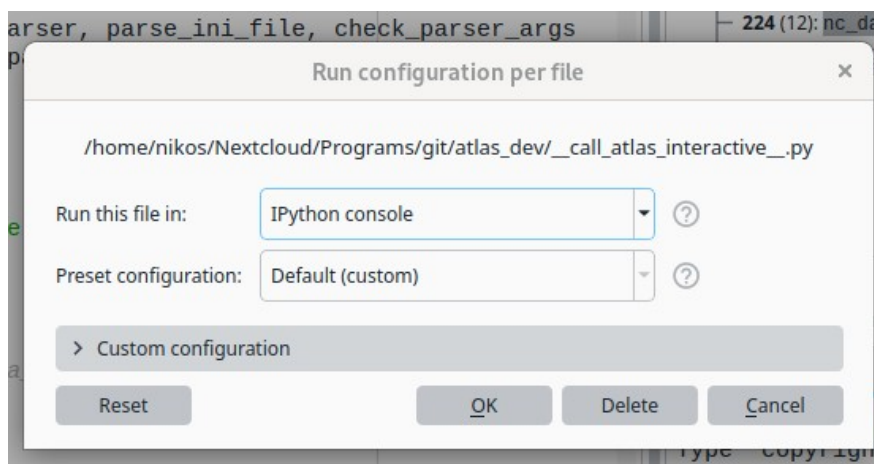 arser, parse_ini_file, check_parser_args
224 (12): nc_da
Run configuration per file
/home/nikos/Nextcloud/Programs/git/atlas_dev/__call_atlas_interactive__.py
Run this file in: IPython console
Preset configuration: Default (custom)
> Custom configuration
Reset OK Delete Cancel